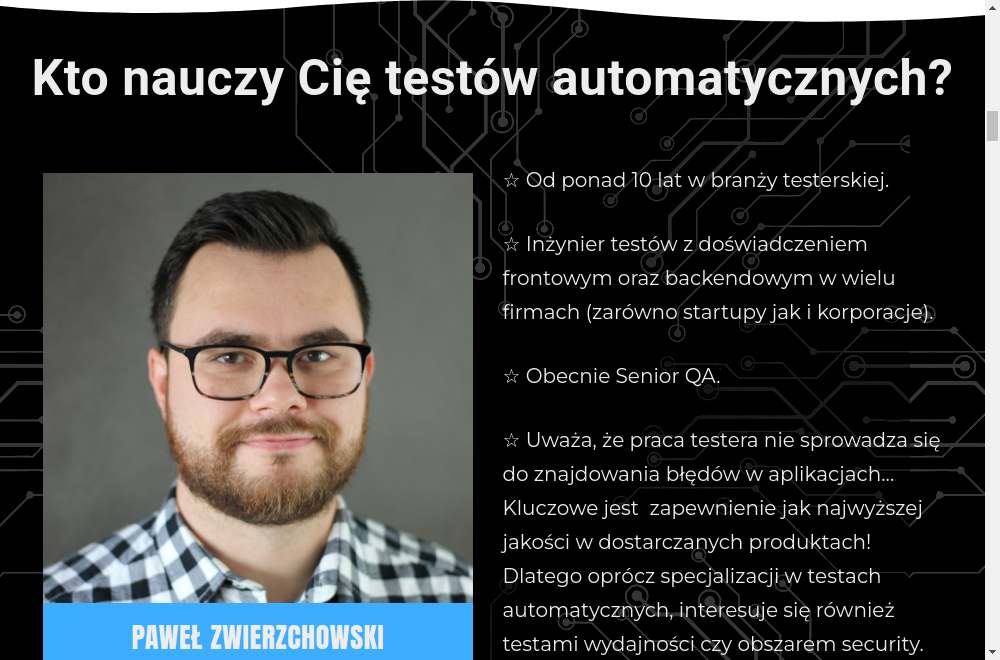 Kto nauczy Cię testów automatycznych?
☆ Od ponad 10 lat w branży testerskiej.
☆ Inżynier testów z doświadczeniem
frontowym oraz backendowym w wielu
firmach (zarówno startupy jak i korporacje).
☆ Obecnie Senior QA.
☆ Uważa, że praca testera nie sprowadza się
do znajdowania błędów w aplikacjach...
Kluczowe jest  zapewnienie jak najwyższej
jakości w dostarczanych produktach!
Dlatego oprócz specjalizacji w testach
automatycznych, interesuje się również
testami wydajności czy obszarem security.
PAWEŁ ZWIERZCHOWSKI